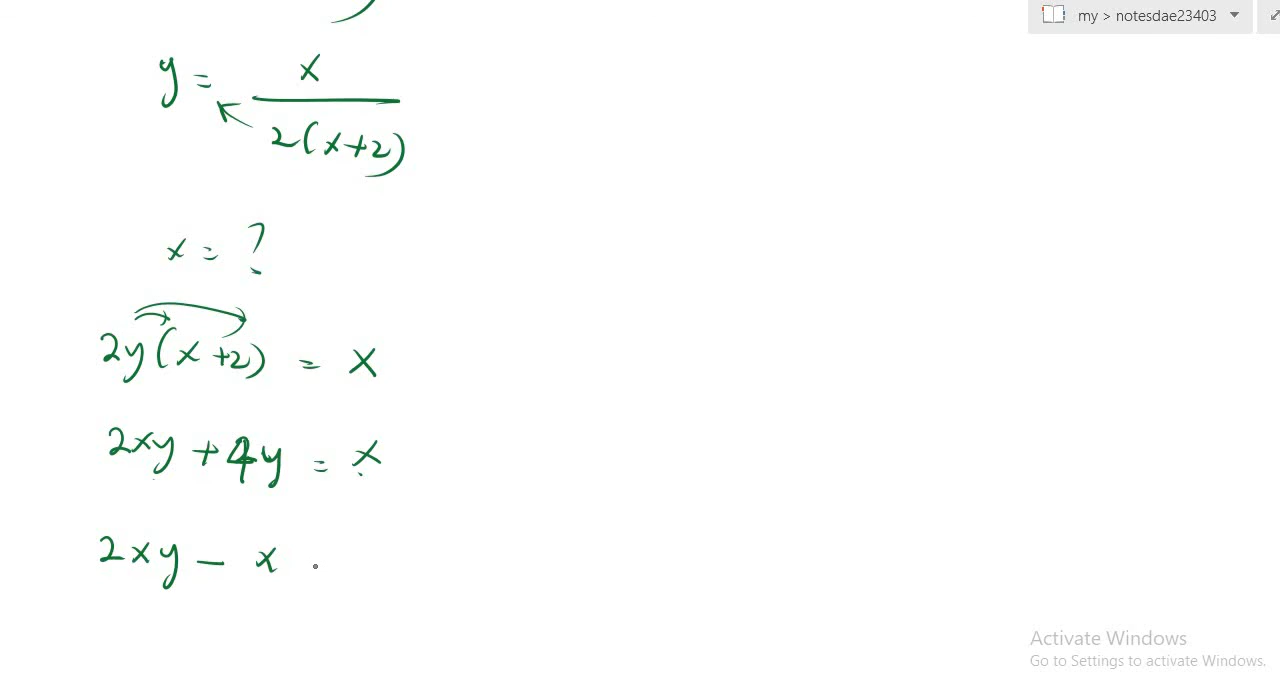 my > notesdae23403
y = x
2(x+2)
x = ?
2y(x+2) = x
2xy + 4y = x
2xy - x
Activate Windows
Go to Settings to activate Windows.